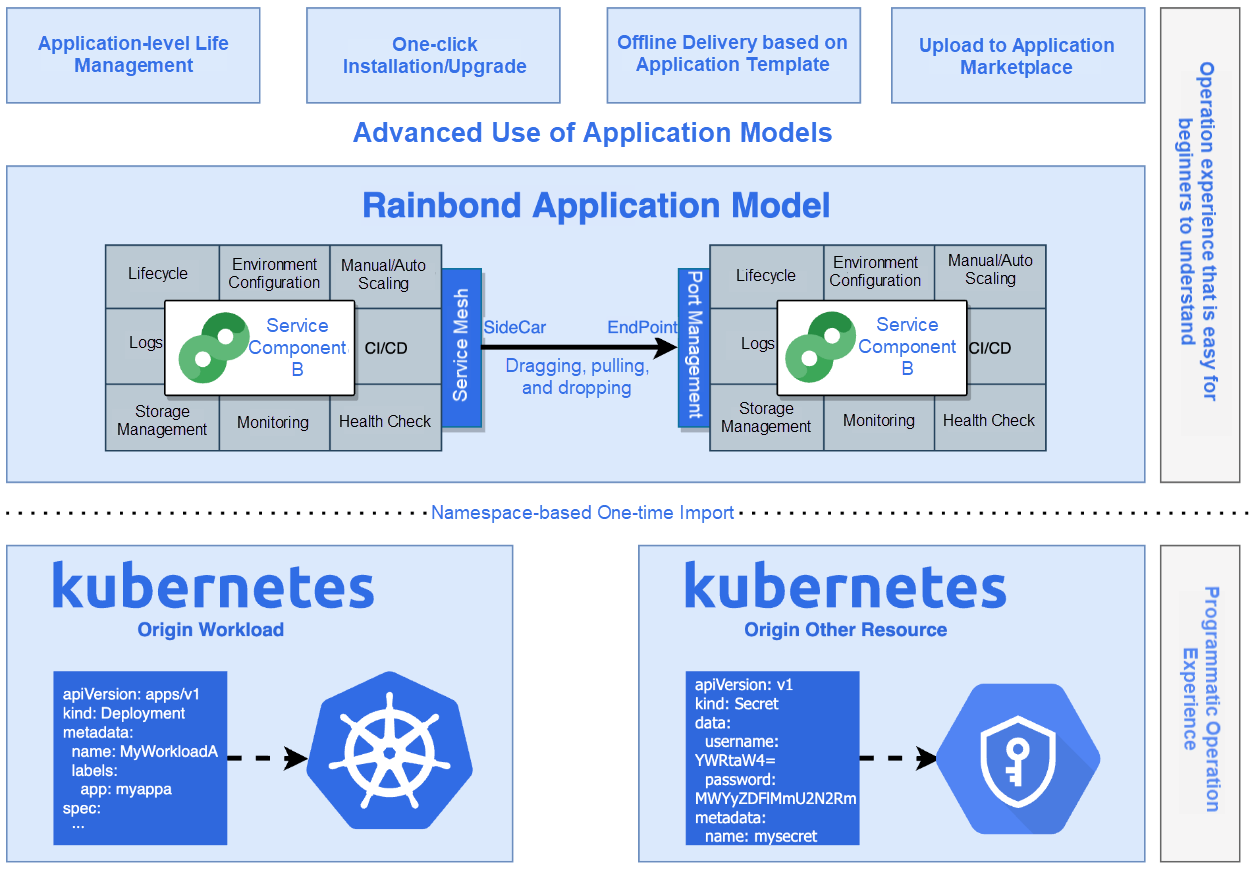 Application-level Life
Management
One-click
Installation/Upgrade
Offline Delivery based on
Application Template
Upload to Application
Marketplace
Operation experience that is easy for
beginners to understand
Advanced Use of Application Models
Rainbond Application Model
Lifecycle
Environment
Configuration
Manual/Auto
Scaling
Logs
Service
Component
B
CI/CD
Storage
Management
Monitoring
Health Check
Service Mesh
SideCar
EndPoint
Dragging, pulling,
and dropping
Port Management
Lifecycle
Environment
Configuration
Manual/Auto
Scaling
Logs
Service
Component
B
CI/CD
Storage
Management
Monitoring
Health Check
Namespace-based One-time Import
kubernetes
Origin Workload
apiVersion: apps/v1
kind: Deployment
metadata:
name: MyWorkloadA
labels:
app: myappa
spec:
...
kubernetes
Origin Other Resource
apiVersion: v1
kind: Secret
data:
username:
YWRtaW4=
password:
MWYyZDFlMmU2N2Rm
metadata:
name: mysecret
Programmatic Operation
Experience